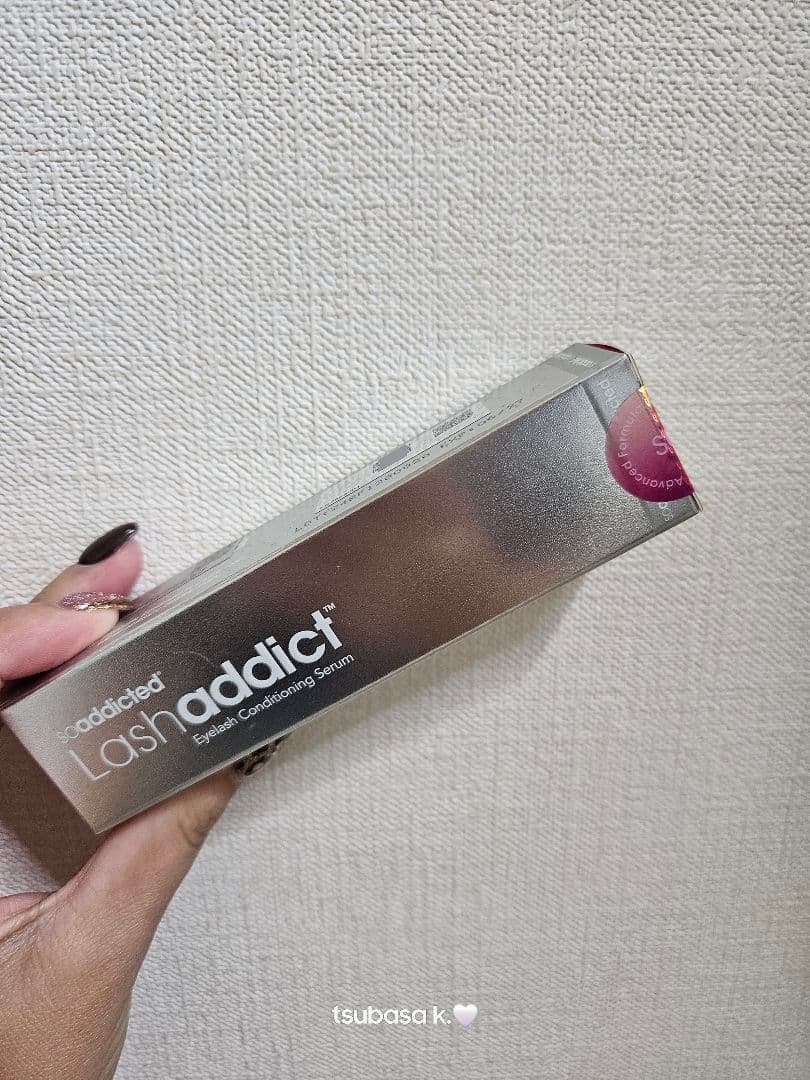 soaddicted®
Lashaddict™
Eyelash Conditioning Serum
Advanced Formula
S
tsubasa k.🤍